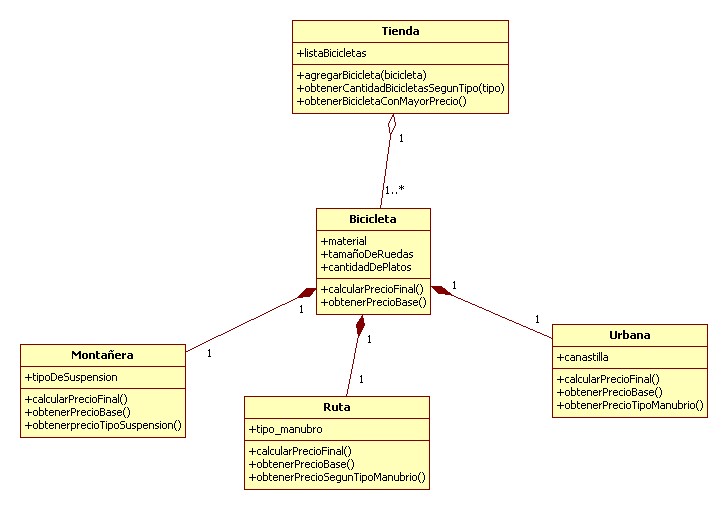 Tienda
+listaBicicletas
+agregarBicicleta(bicicleta)
+obtenerCantidadBicicletasSegunTipo(tipo)
+obtenerBicicletaConMayorPrecio()
1
1..*
Bicicleta
+material
+tamañoDeRuedas
+cantidadDePlatos
+calcularPrecioFinal()
+obtenerPrecioBase()
1
1
1
1
1
1
Montañera
+tipoDeSuspension
+calcularPrecioFinal()
+obtenerPrecioBase()
+obtenerprecioTipoSuspension()
Ruta
+tipo_manubro
+calcularPrecioFinal()
+obtenerPrecioBase()
+obtenerPrecioSegunTipoManubrio()
Urbana
+canastilla
+calcularPrecioFinal()
+obtenerPrecioBase()
+obtenerPrecioTipoManubrio()